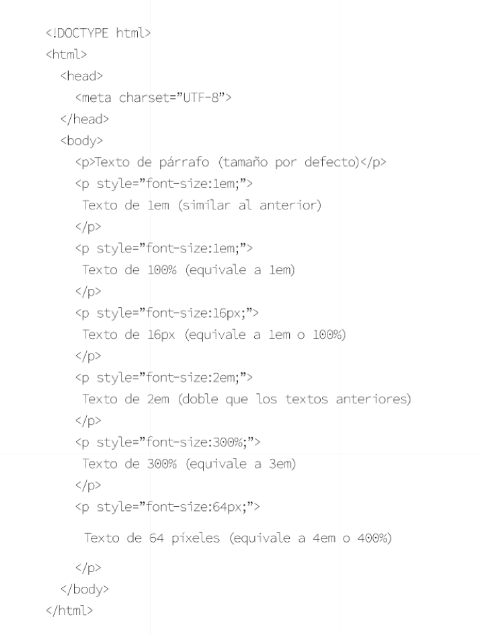 <!DOCTYPE html>
<html>
<head>
<meta charset=”UTF-8”>
</head>
<body>
<p>Texto de párrafo (tamaño por defecto)</p>
<p style=”font-size:1em;”>
Texto de 1em (similar al anterior)
</p>
<p style=”font-size:1em;”>
Texto de 100% (equivale a 1em)
</p>
<p style=”font-size:16px;”>
Texto de 16px (equivale a 1em o 100%)
</p>
<p style=”font-size:2em;”>
Texto de 2em (doble que los textos anteriores)
</p>
<p style=”font-size:300%;”>
Texto de 300% (equivale a 3em)
</p>
<p style=”font-size:64px;”>
Texto de 64 píxeles (equivale a 4em o 400%)
</p>
</body>
</html>